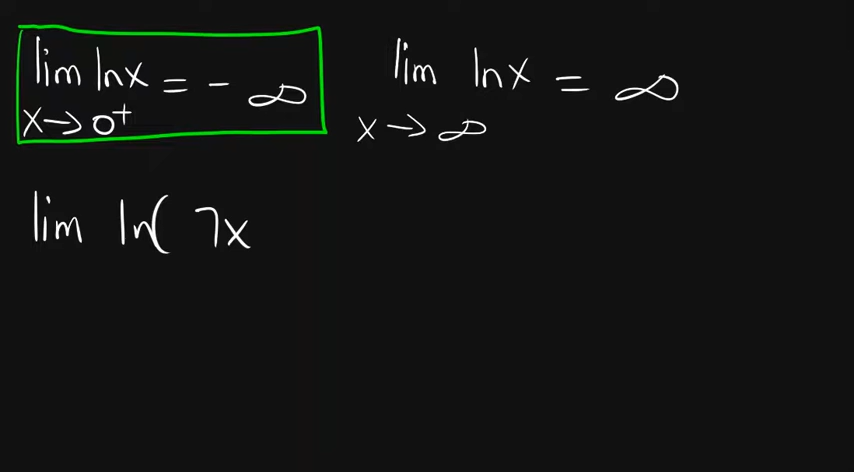 lim ln x = - ∞
x → 0⁺
lim ln x = ∞
x → ∞
lim ln( 7x